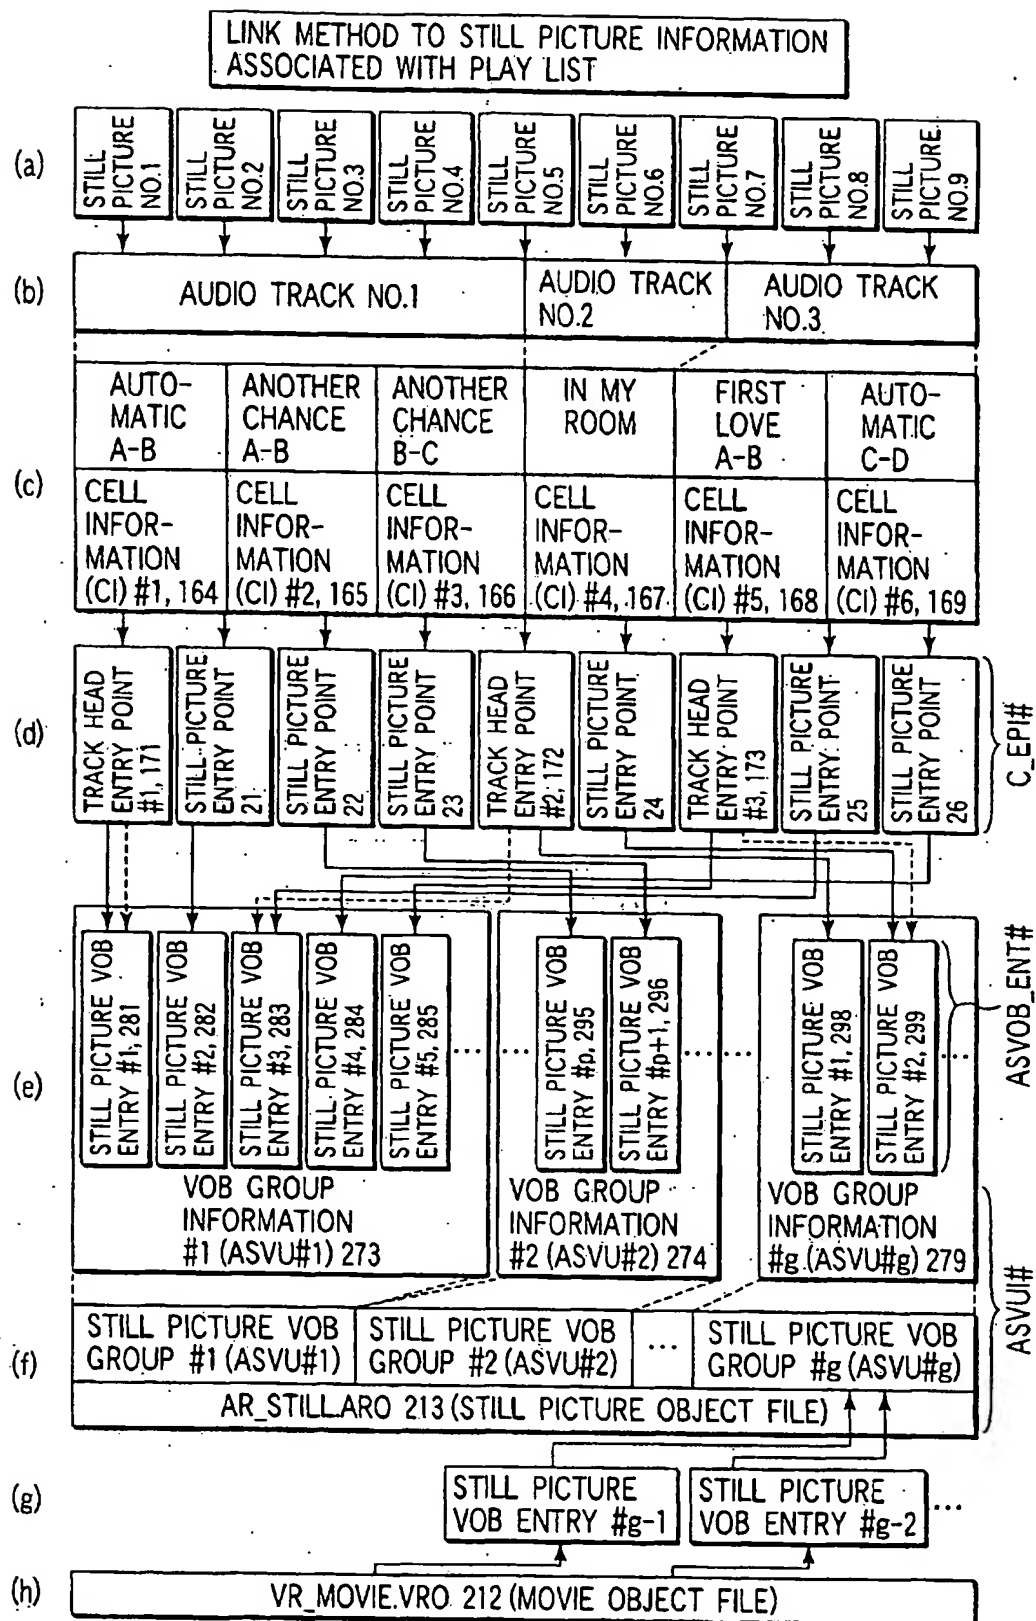 LINK METHOD TO STILL PICTURE INFORMATION
ASSOCIATED WITH PLAY LIST
(a)
STILL
PICTURE
NO.1
STILL
PICTURE
NO.2
STILL
PICTURE
NO.3
STILL
PICTURE
NO.4
STILL
PICTURE
NO.5
STILL
PICTURE
NO.6
STILL
PICTURE
NO.7
STILL
PICTURE
NO.8
STILL
PICTURE
NO.9
(b)
AUDIO TRACK NO.1
AUDIO TRACK
NO.2
AUDIO TRACK
NO.3
(c)
AUTO-
MATIC
A-B
ANOTHER
CHANCE
A-B
ANOTHER
CHANCE
B-C
IN MY
ROOM
FIRST
LOVE
A-B
AUTO-
MATIC
C-D
CELL
INFOR-
MATION
(CI) #1, 164
CELL
INFOR-
MATION
(CI) #2, 165
CELL
INFOR-
MATION
(CI) #3, 166
CELL
INFOR-
MATION
(CI) #4, 167
CELL
INFOR-
MATION
(CI) #5, 168
CELL
INFOR-
MATION
(CI) #6, 169
(d)
TRACK HEAD
ENTRY POINT
#1, 171
STILL PICTURE
ENTRY POINT
21
STILL PICTURE
ENTRY POINT
22
STILL PICTURE
ENTRY POINT
23
TRACK HEAD
ENTRY POINT
#2, 172
STILL PICTURE
ENTRY POINT
24
TRACK HEAD
ENTRY POINT
#3, 173
STILL PICTURE
ENTRY POINT
25
STILL PICTURE
ENTRY POINT
26
C_EPI#
(e)
STILL PICTURE VOB
ENTRY #1, 281
STILL PICTURE VOB
ENTRY #2, 282
STILL PICTURE VOB
ENTRY #3, 283
STILL PICTURE VOB
ENTRY #4, 284
STILL PICTURE VOB
ENTRY #5, 285
STILL PICTURE VOB
ENTRY #p, 295
STILL PICTURE VOB
ENTRY #p+1, 296
STILL PICTURE VOB
ENTRY #1, 298
STILL PICTURE VOB
ENTRY #2, 299
ASVOB_ENT#
VOB GROUP
INFORMATION
#1 (ASVU#1) 273
VOB GROUP
INFORMATION
#2 (ASVU#2) 274
VOB GROUP
INFORMATION
#g (ASVU#g) 279
ASVUI#
(f)
STILL PICTURE VOB
GROUP #1 (ASVU#1)
STILL PICTURE VOB
GROUP #2 (ASVU#2)
...
STILL PICTURE VOB
GROUP #g (ASVU#g)
AR_STILL.ARO 213 (STILL PICTURE OBJECT FILE)
(g)
STILL PICTURE
VOB ENTRY #g-1
STILL PICTURE
VOB ENTRY #g-2
...
(h)
VR_MOVIE.VRO 212 (MOVIE OBJECT FILE)